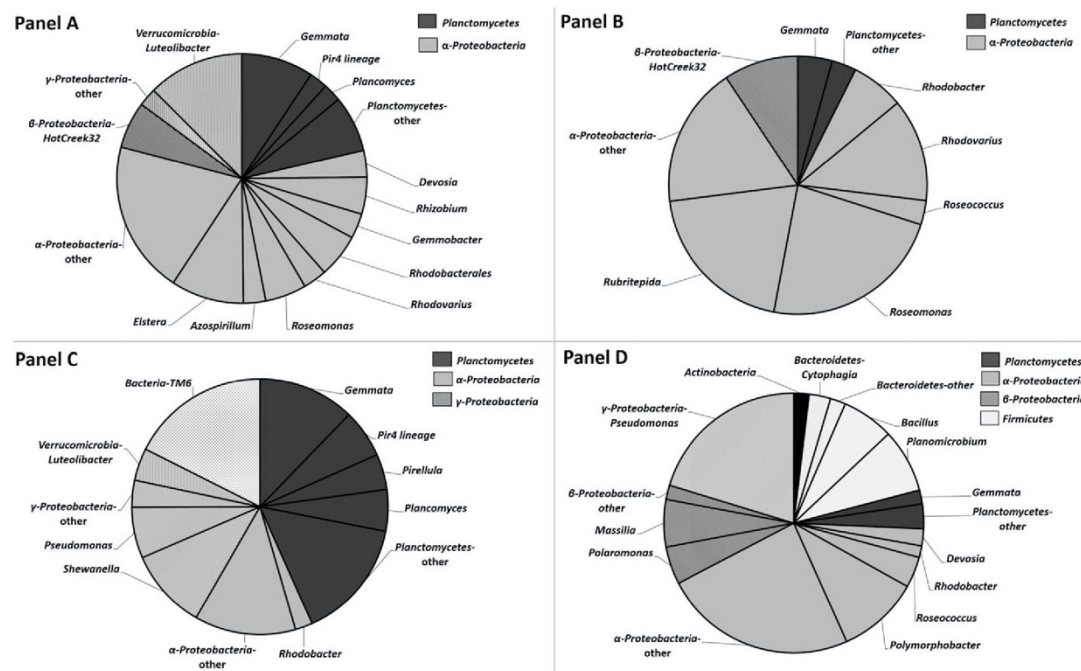 Panel A
Planctomycetes
α-Proteobacteria
Verrucomicrobia-
Luteolibacter
Gemmata
Pir4 lineage
Plancomyces
Planctomycetes-
other
γ-Proteobacteria-
other
β-Proteobacteria-
HotCreek32
Devosia
Rhizobium
Gemmobacter
α-Proteobacteria-
other
Rhodobacterales
Rhodovarius
Elstera
Azospirillum
Roseomonas
Panel B
Planctomycetes
α-Proteobacteria
Gemmata
Planctomycetes-
other
β-Proteobacteria-
HotCreek32
Rhodobacter
α-Proteobacteria-
other
Rhodovarius
Roseococcus
Rubritepida
Roseomonas
Panel C
Planctomycetes
α-Proteobacteria
γ-Proteobacteria
Bacteria-TM6
Gemmata
Pir4 lineage
Verrucomicrobia-
Luteolibacter
Pirellula
Plancomyces
γ-Proteobacteria-
other
Pseudomonas
Planctomycetes-
other
Shewanella
α-Proteobacteria-
other
Rhodobacter
Panel D
Planctomycetes
α-Proteobacteria
β-Proteobacteria
Firmicutes
Actinobacteria
Bacteroidetes-
Cytophagia
Bacteroidetes-other
γ-Proteobacteria-
Pseudomonas
Bacillus
Planomicrobium
β-Proteobacteria-
other
Gemmata
Planctomycetes-
other
Massilia
Polaromonas
Devosia
Rhodobacter
Roseococcus
α-Proteobacteria-
other
Polymorphobacter